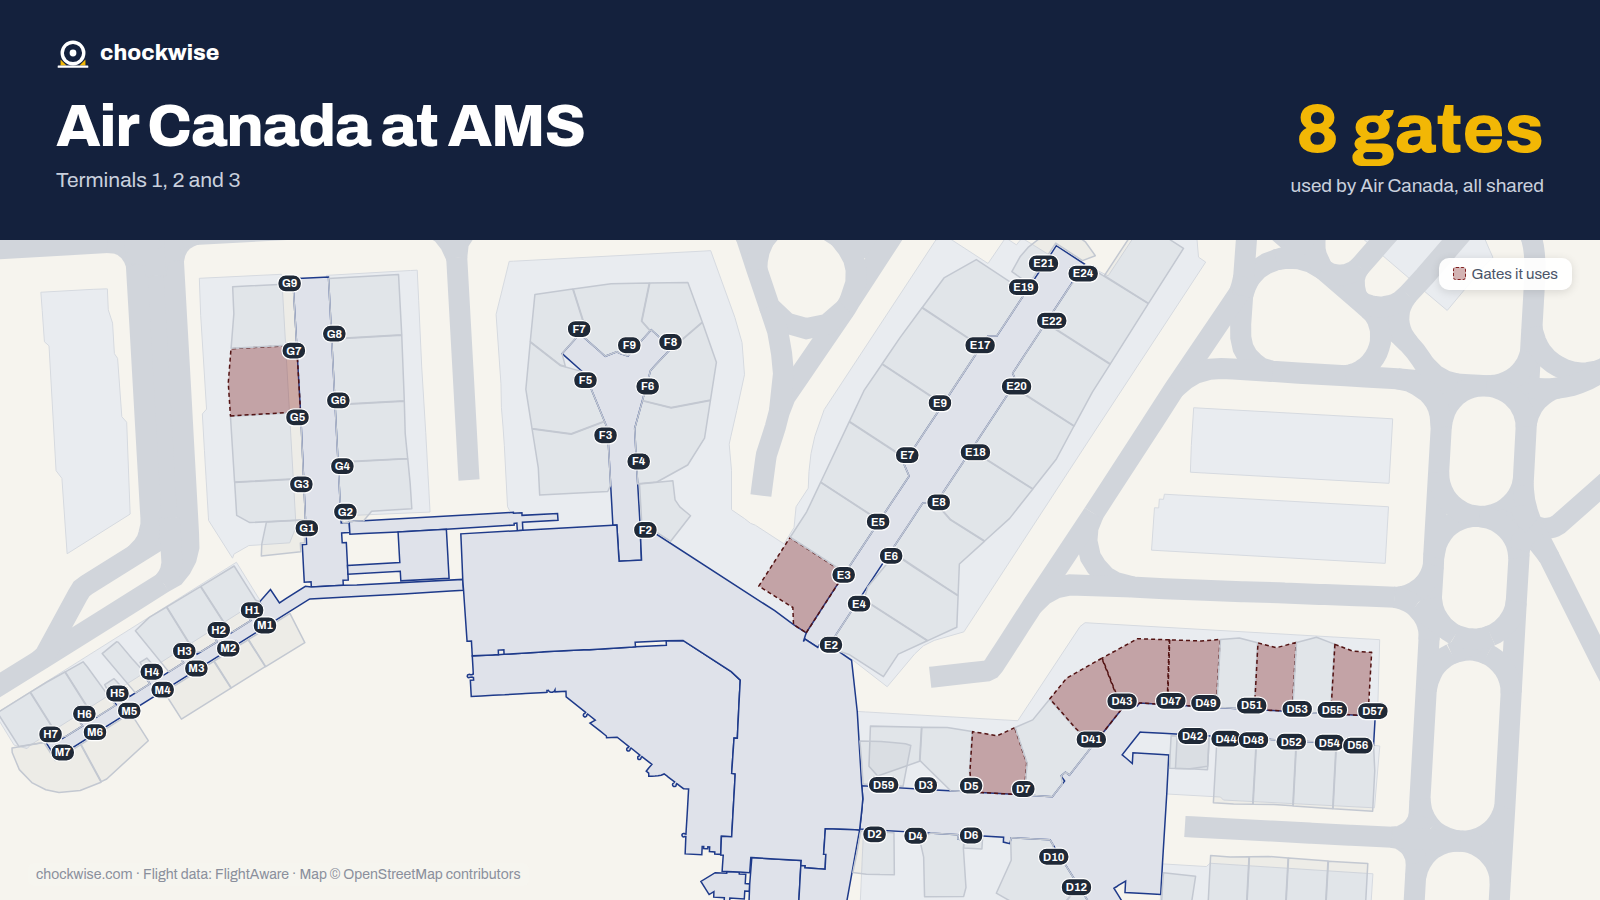 chockwise
Air Canada at AMS
Terminals 1, 2 and 3
8 gates
used by Air Canada, all shared
Gates it uses
G9
G8
G7
G6
G5
G4
G3
G2
G1
F7
F9
F8
F5
F6
F3
F4
F2
E21
E24
E19
E22
E17
E20
E9
E7
E18
E8
E5
E6
E3
E4
E2
H1
M1
H2
M2
H3
M3
H4
M4
H5
M5
H6
M6
H7
M7
D43
D47
D49
D51
D53
D55
D57
D41
D42
D44
D48
D52
D54
D56
D59
D3
D5
D7
D2
D4
D6
D10
D12
chockwise.com · Flight data: FlightAware · Map © OpenStreetMap contributors